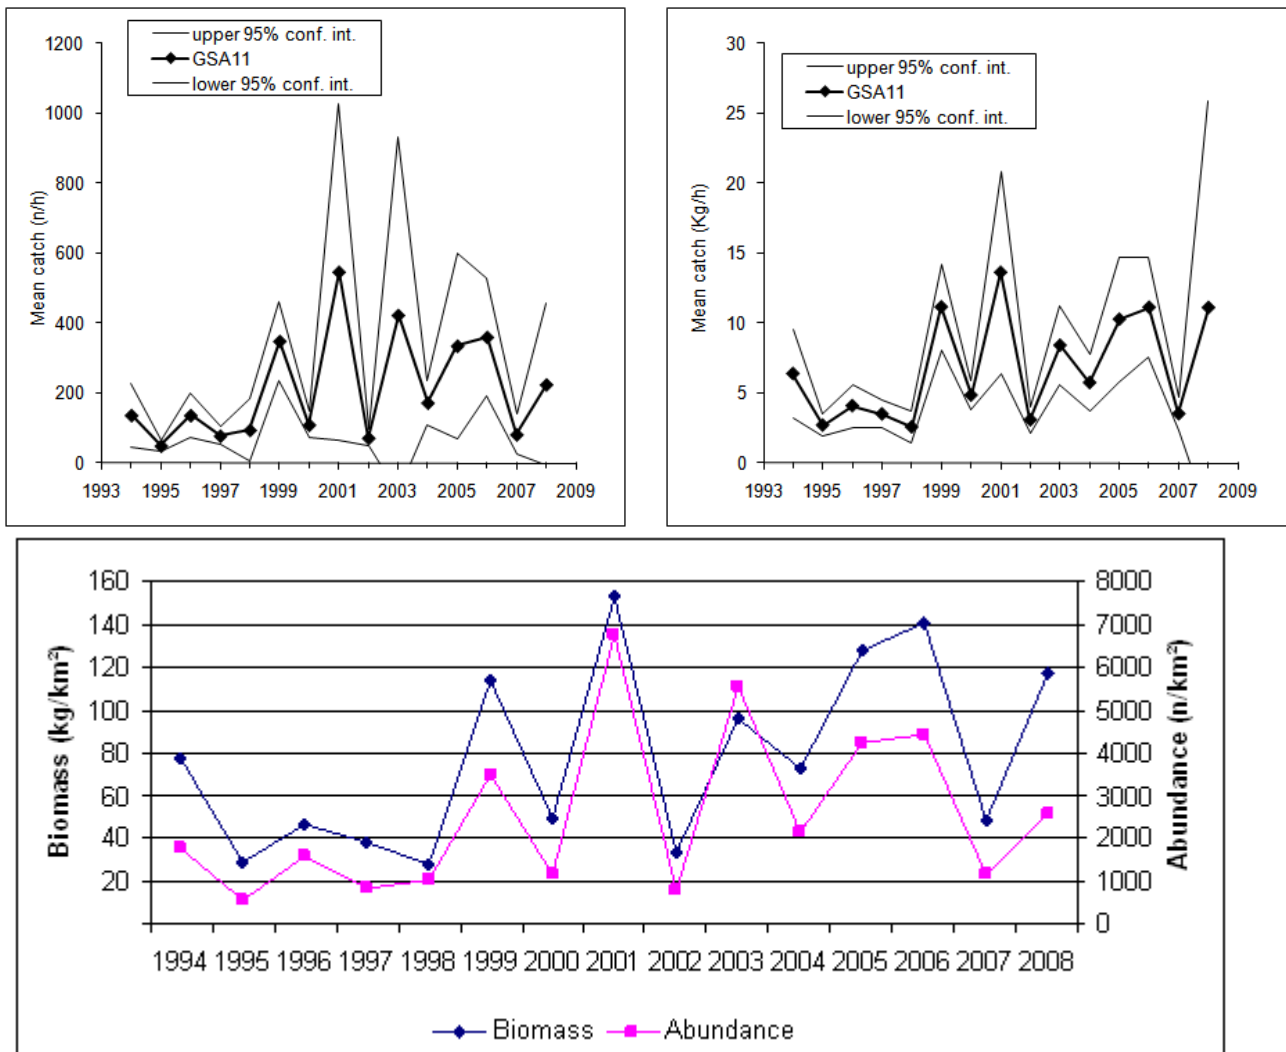 upper 95% conf. int.
GSA11
lower 95% conf. int.
Mean catch (n/h)
1200
1000
800
600
400
200
0
1993 1995 1997 1999 2001 2003 2005 2007 2009
upper 95% conf. int.
GSA11
lower 95% conf. int.
Mean catch (Kg/h)
30
25
20
15
10
5
0
1993 1995 1997 1999 2001 2003 2005 2007 2009
Biomass (kg/km²)
160
140
120
100
80
60
40
20
8000
7000
6000
5000
4000
3000
2000
1000
0
Abundance (n/km²)
1994 1995 1996 1997 1998 1999 2000 2001 2002 2003 2004 2005 2006 2007 2008
Biomass Abundance